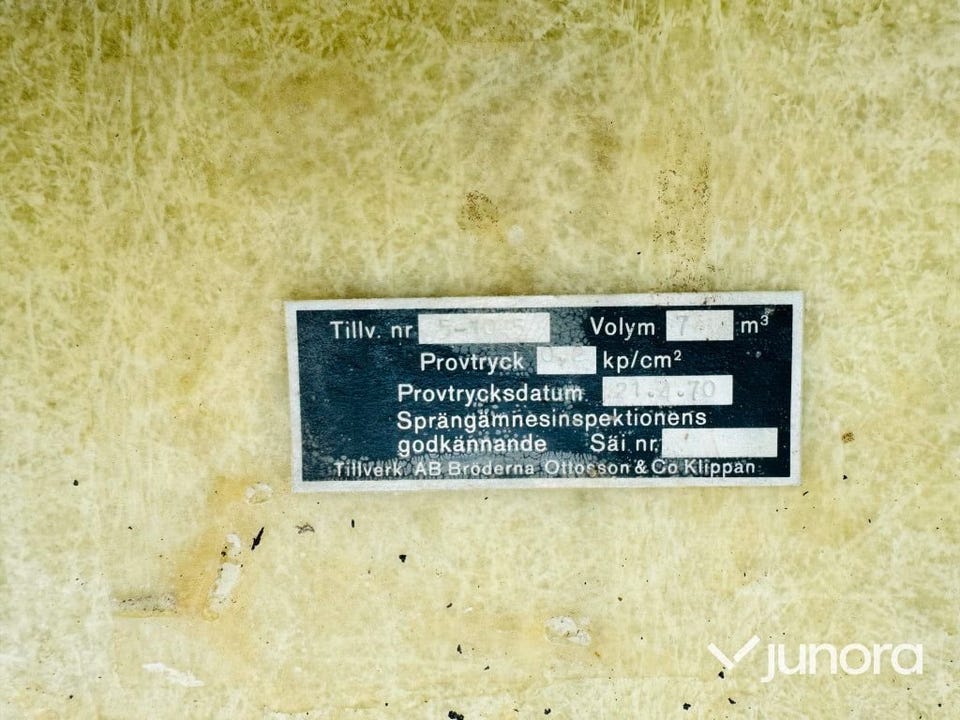 Tillv. nr Volym m³
Provtryck kp/cm²
Provtrycksdatum
Sprängämnesinspektionens
godkännande Säi nr.
Tillverk. AB Bröderna Ottosson & Co Klippan
junora